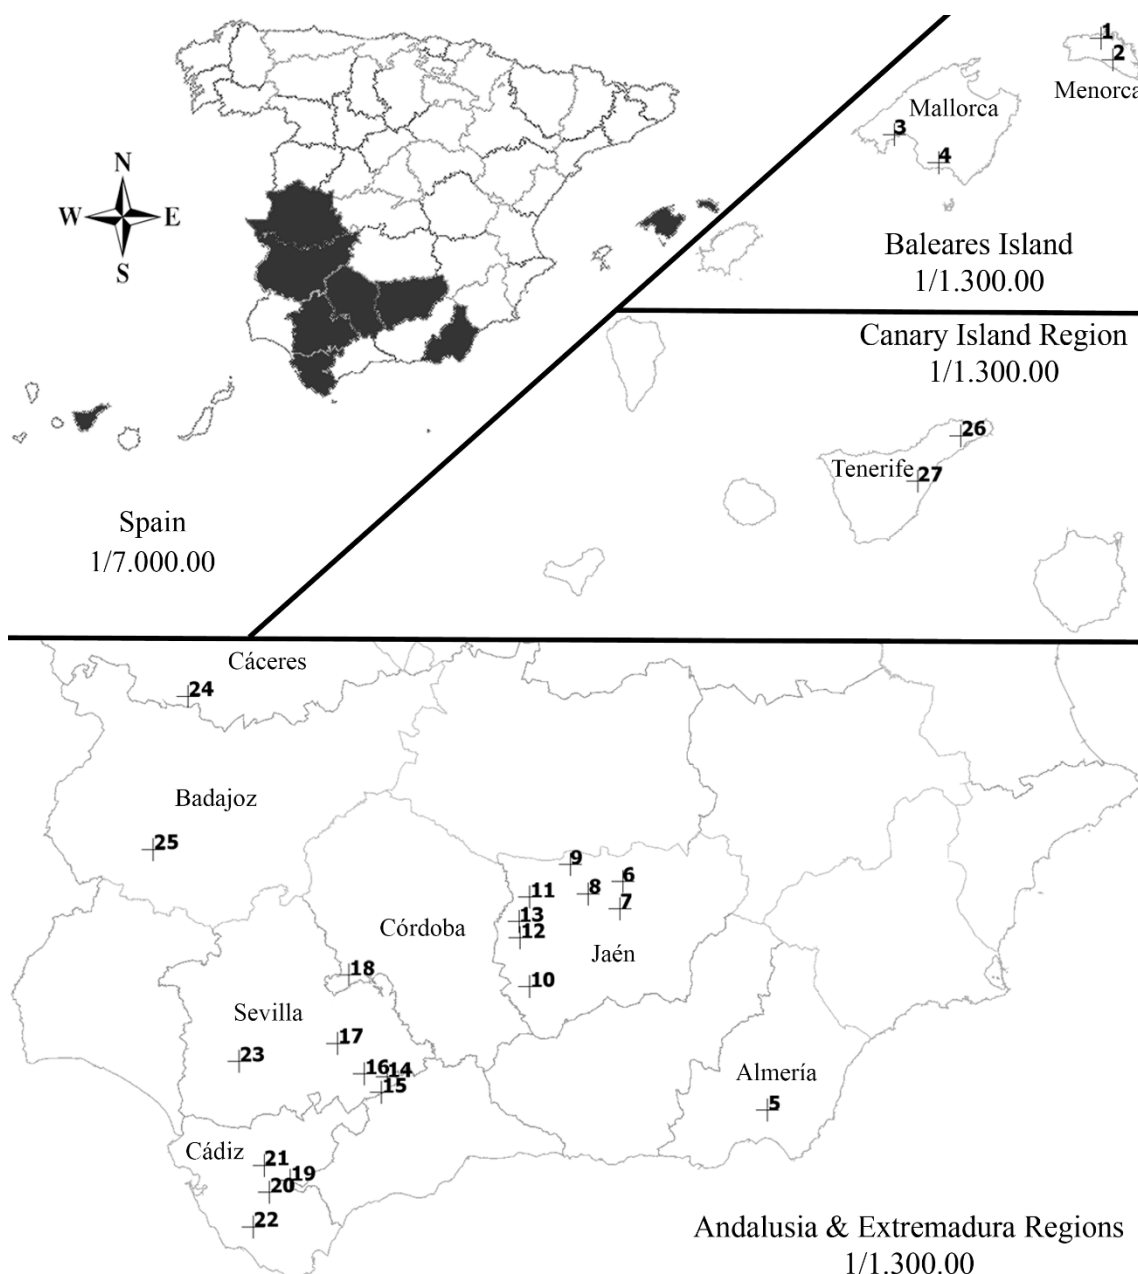 N
W E
S
Spain
1/7.000.00
1
2
Menorca
Mallorca
3
4
Baleares Island
1/1.300.00
Canary Island Region
1/1.300.00
26
Tenerife
27
Cáceres
24
Badajoz
25
9
6
8
11
7
13
12
Córdoba
Jaén
18
10
Sevilla
17
23
16
14
15
Almería
5
Cádiz
21
19
20
22
Andalusia & Extremadura Regions
1/1.300.00